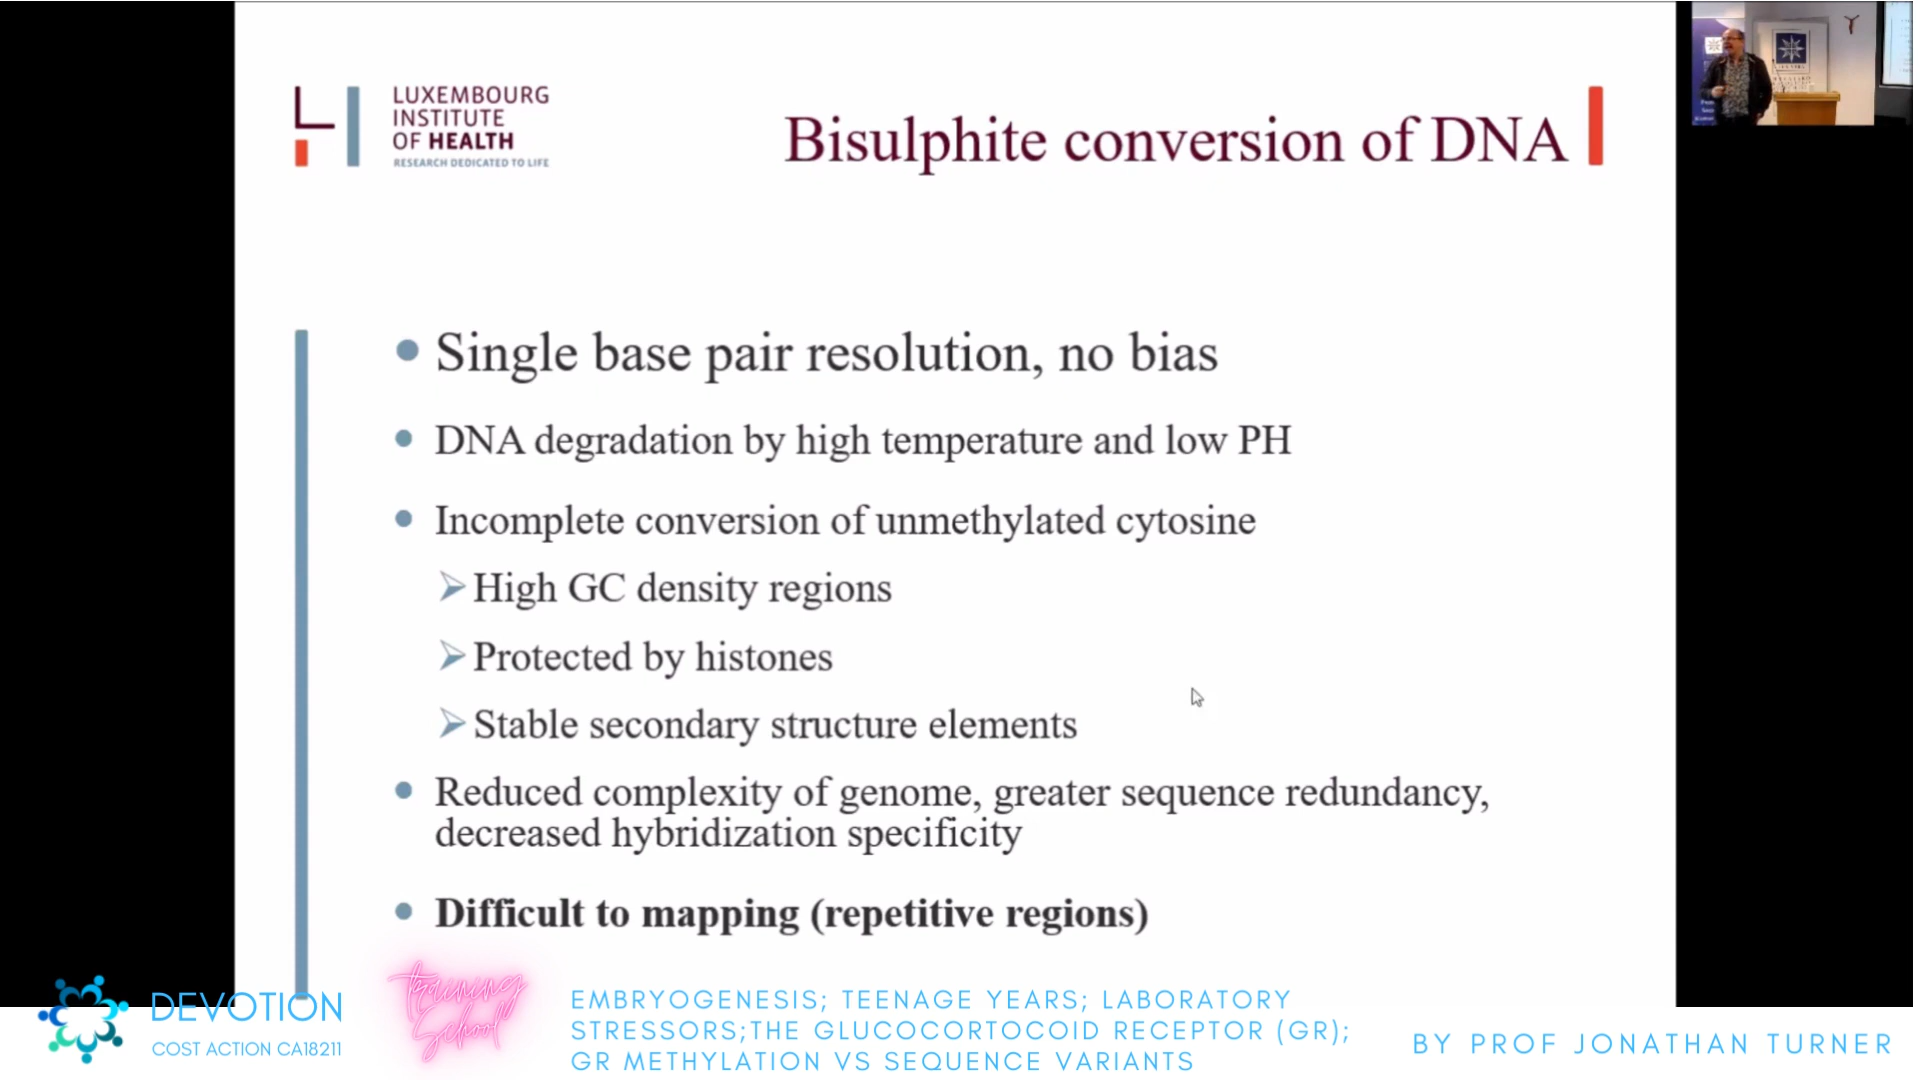 LUXEMBOURG
INSTITUTE
OF HEALTH
RESEARCH DEDICATED TO LIFE
Bisulphite conversion of DNA
Single base pair resolution, no bias
DNA degradation by high temperature and low PH
Incomplete conversion of unmethylated cytosine
High GC density regions
Protected by histones
Stable secondary structure elements
Reduced complexity of genome, greater sequence redundancy,
decreased hybridization specificity
Difficult to mapping (repetitive regions)
DEVOTION
COST ACTION CA18211
Training
School
EMBRYOGENESIS; TEENAGE YEARS; LABORATORY
STRESSORS;THE GLUCOCORTOCOID RECEPTOR (GR);
GR METHYLATION VS SEQUENCE VARIANTS
BY PROF JONATHAN TURNER